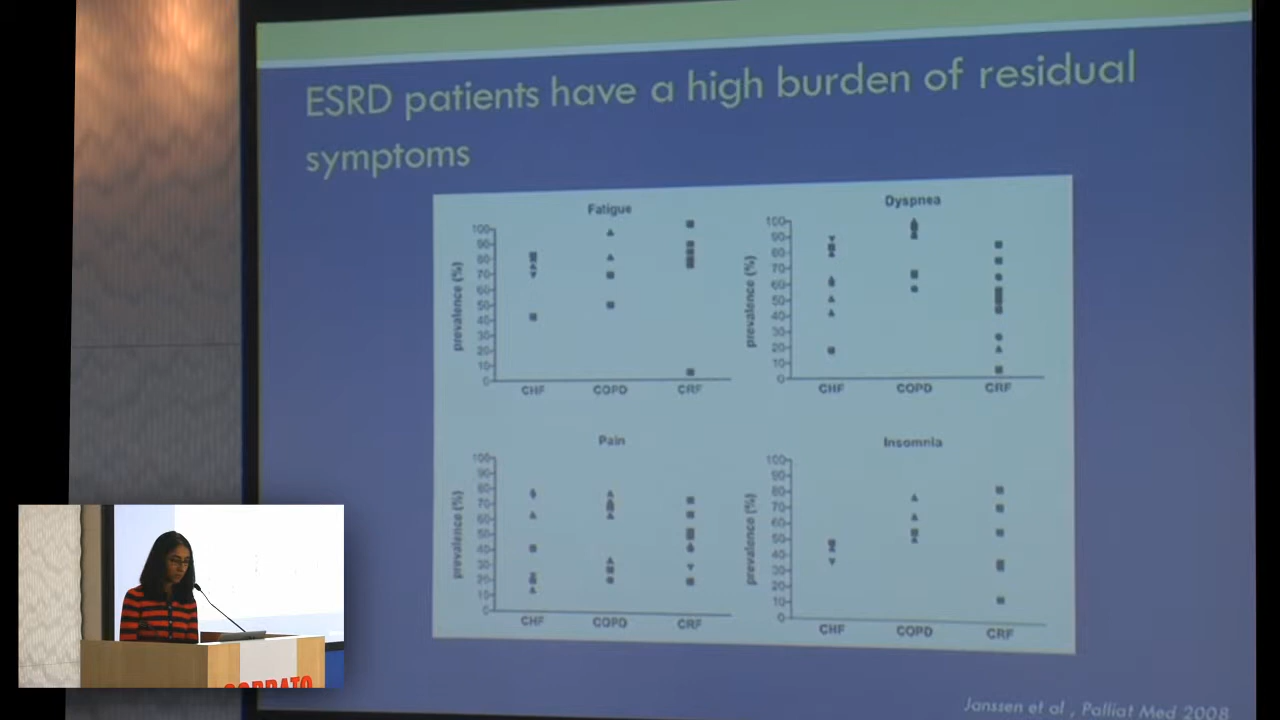 ESRD patients have a high burden of residual
symptoms
Fatigue
prevalence (%)
100
90
80
70
60
50
40
30
20
10
0
CHF COPD CRF
Dyspnea
prevalence (%)
100
90
80
70
60
50
40
30
20
10
0
CHF COPD CRF
Pain
prevalence (%)
100
90
80
70
60
50
40
30
20
10
0
CHF COPD CRF
Insomnia
prevalence (%)
100
90
80
70
60
50
40
30
20
10
0
CHF COPD CRF
Janssen et al , Palliat Med 2008